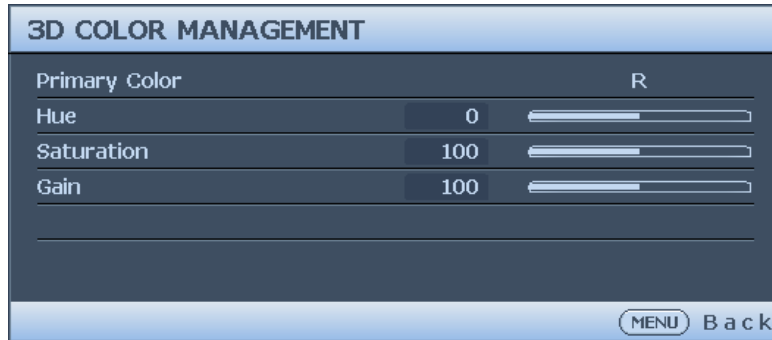 3D COLOR MANAGEMENT
Primary Color R
Hue 0
Saturation 100
Gain 100
MENU Back